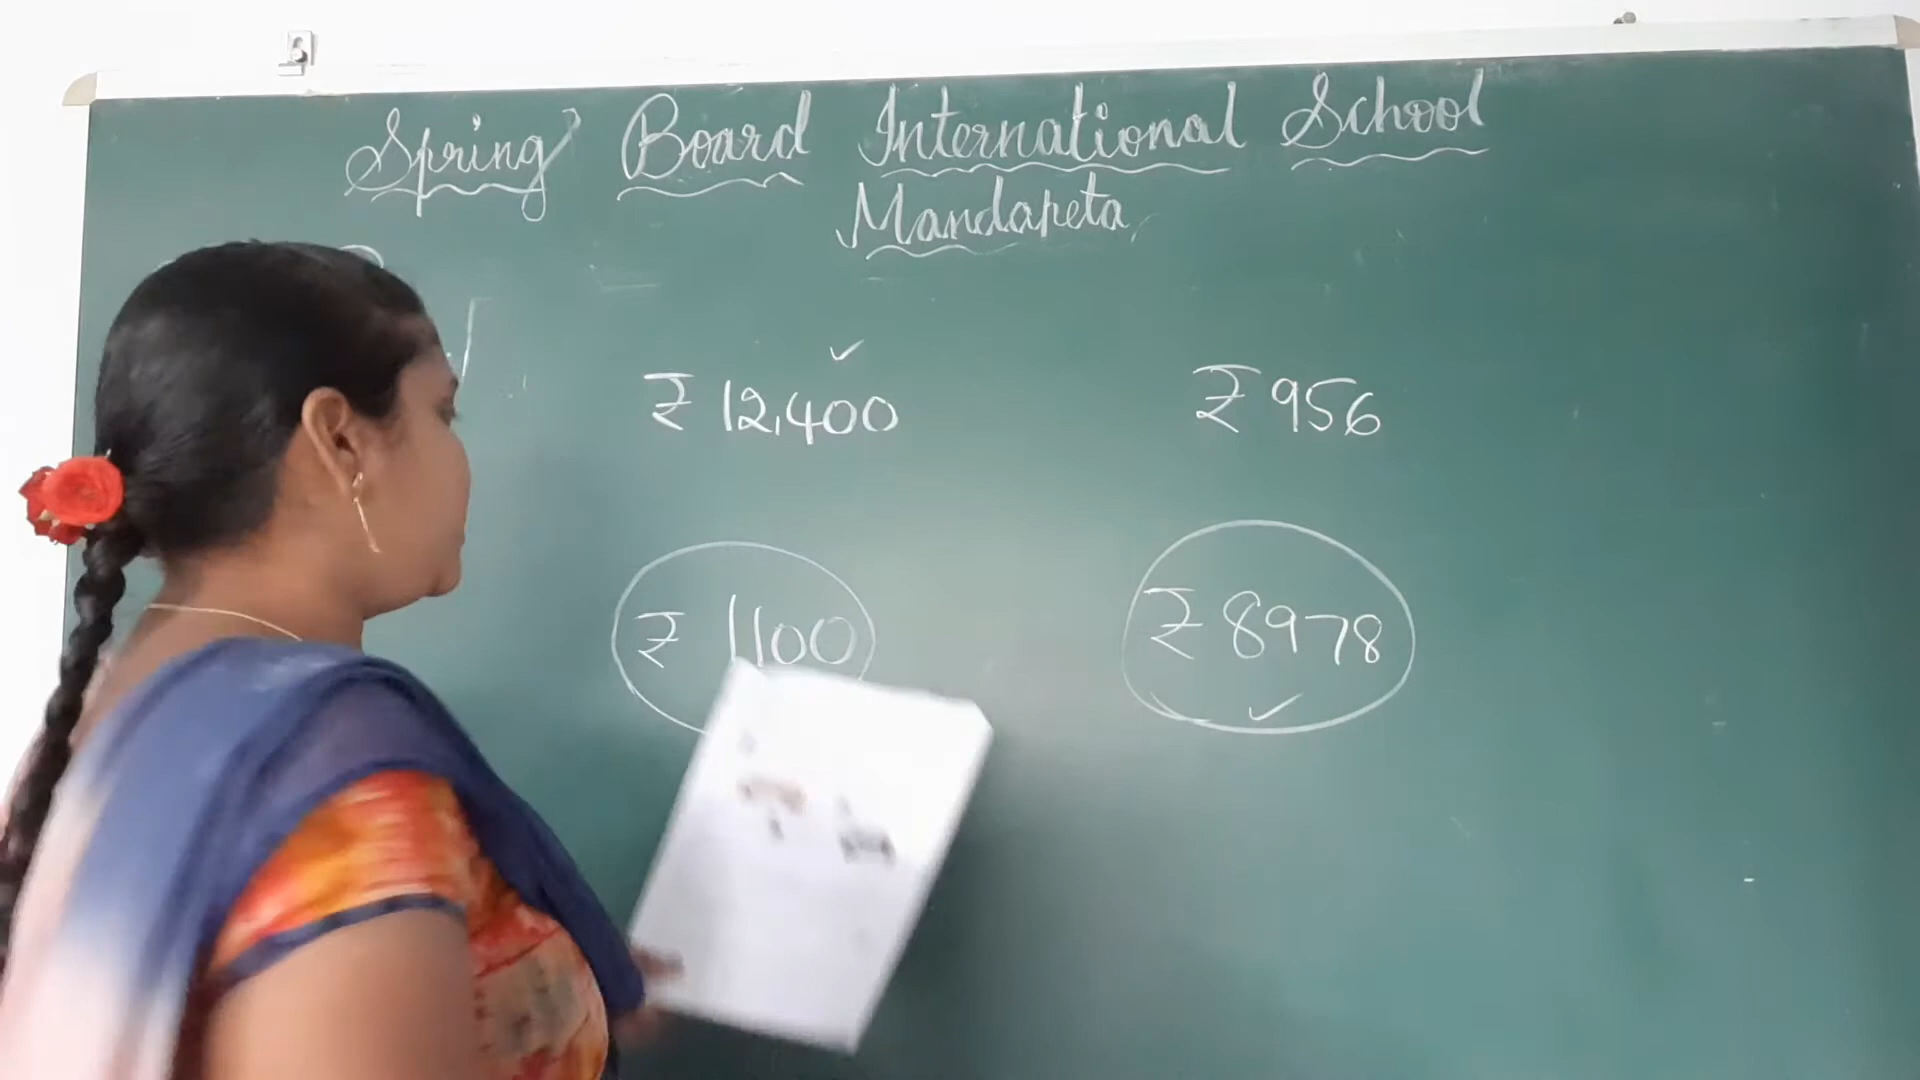 Spring Board International School
Mandapeta
₹ 12,400
₹ 956
₹ 1100
₹ 8978